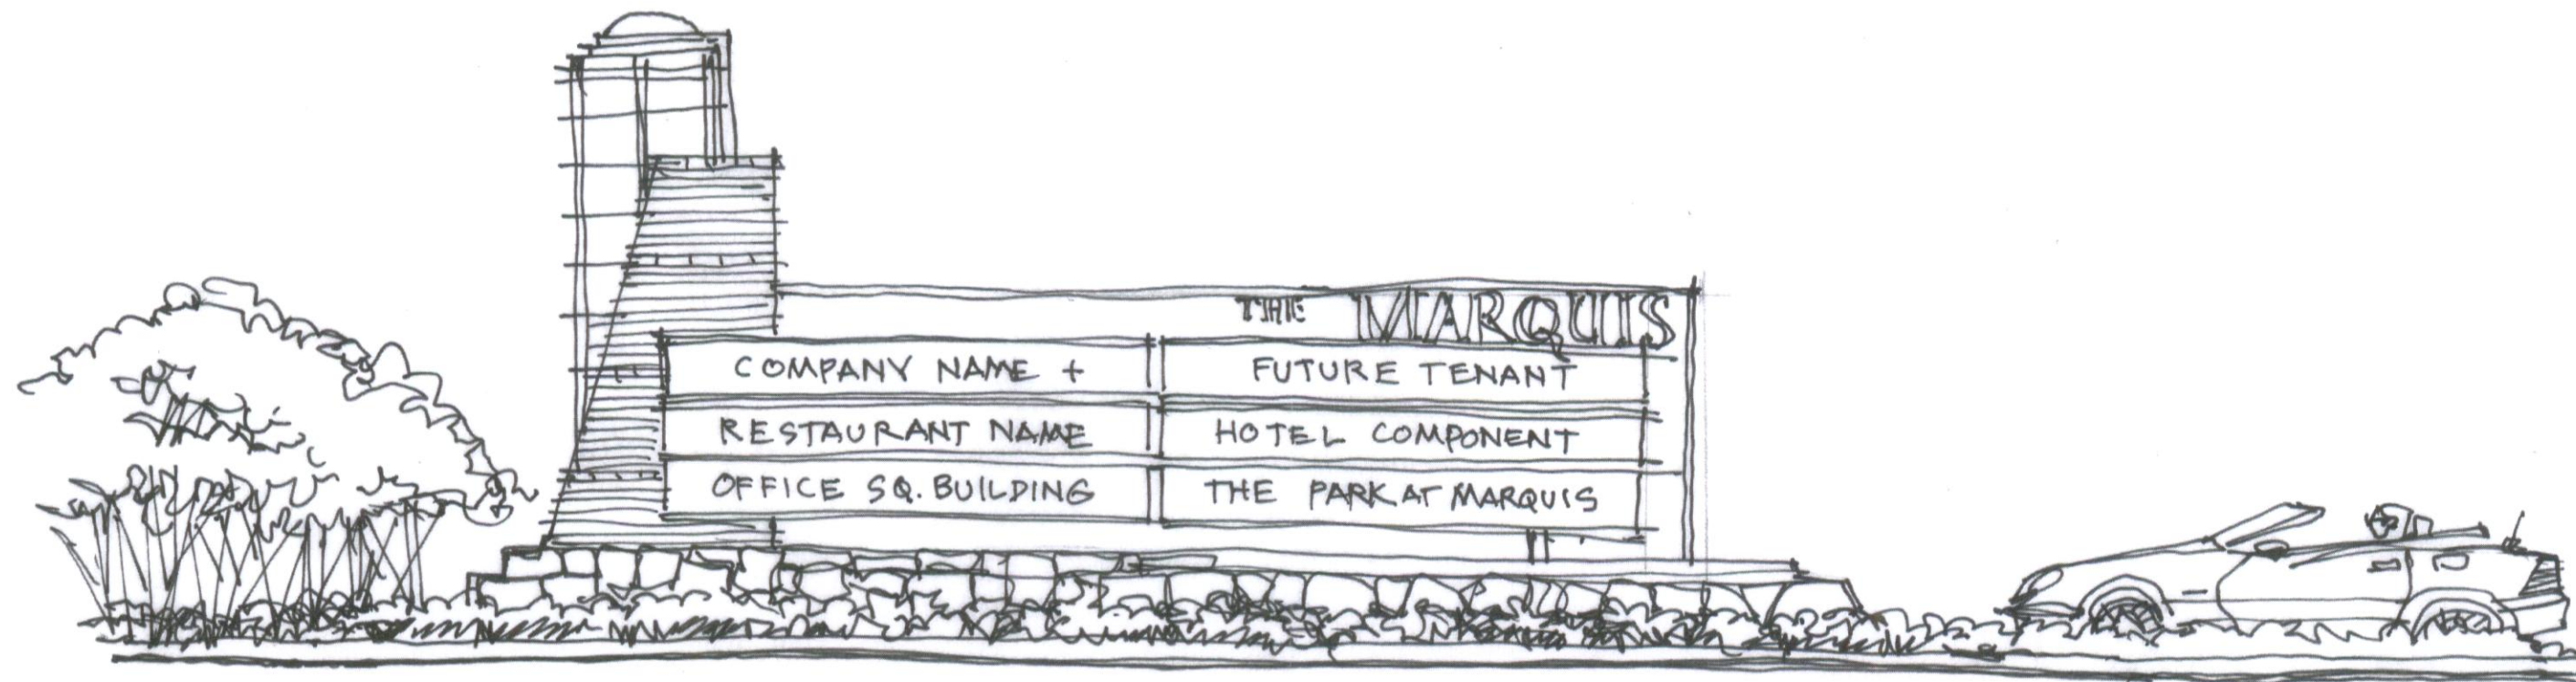 THE MARQUIS
COMPANY NAME +
FUTURE TENANT
RESTAURANT NAME
HOTEL COMPONENT
OFFICE SQ. BUILDING
THE PARK AT MARQUIS